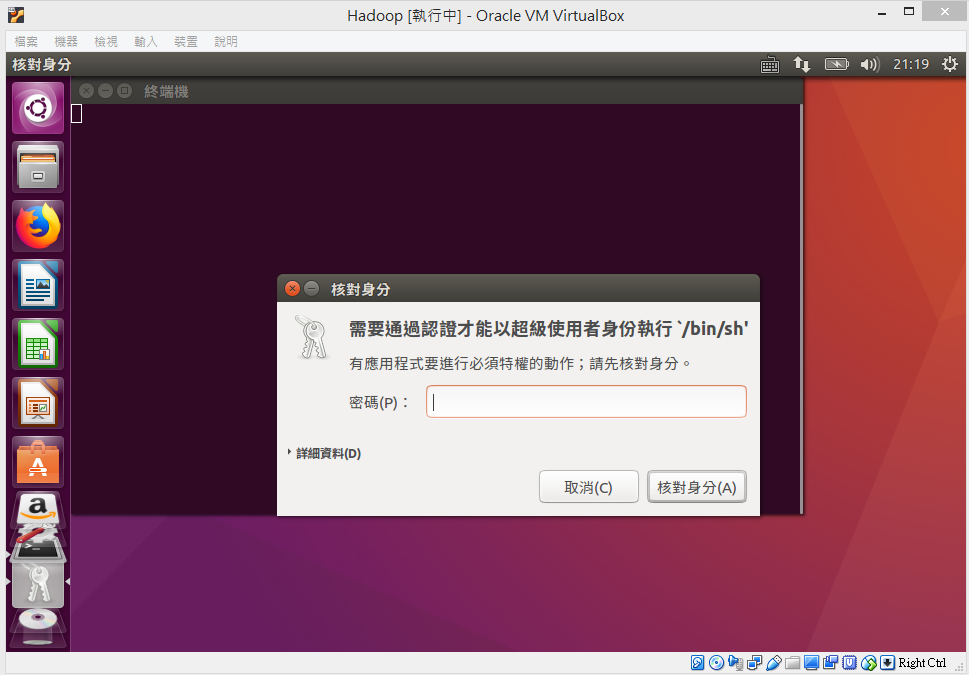 Hadoop [執行中] - Oracle VM VirtualBox
檔案 機器 檢視 輸入 裝置 說明
核對身分 21:19
終端機
核對身分
需要通過認證才能以超級使用者身份執行 `/bin/sh'
有應用程式要進行必須特權的動作；請先核對身分。
密碼(P)：
詳細資料(D)
取消(C) 核對身分(A)
Right Ctrl